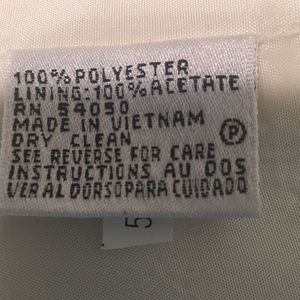 100% POLYESTER
LINING:100% ACETATE
RN 54050
MADE IN VIETNAM
DRY CLEAN
P
SEE REVERSE FOR CARE
INSTRUCTIONS AU DOS
VER AL DORSO PARA CUIDADO
5